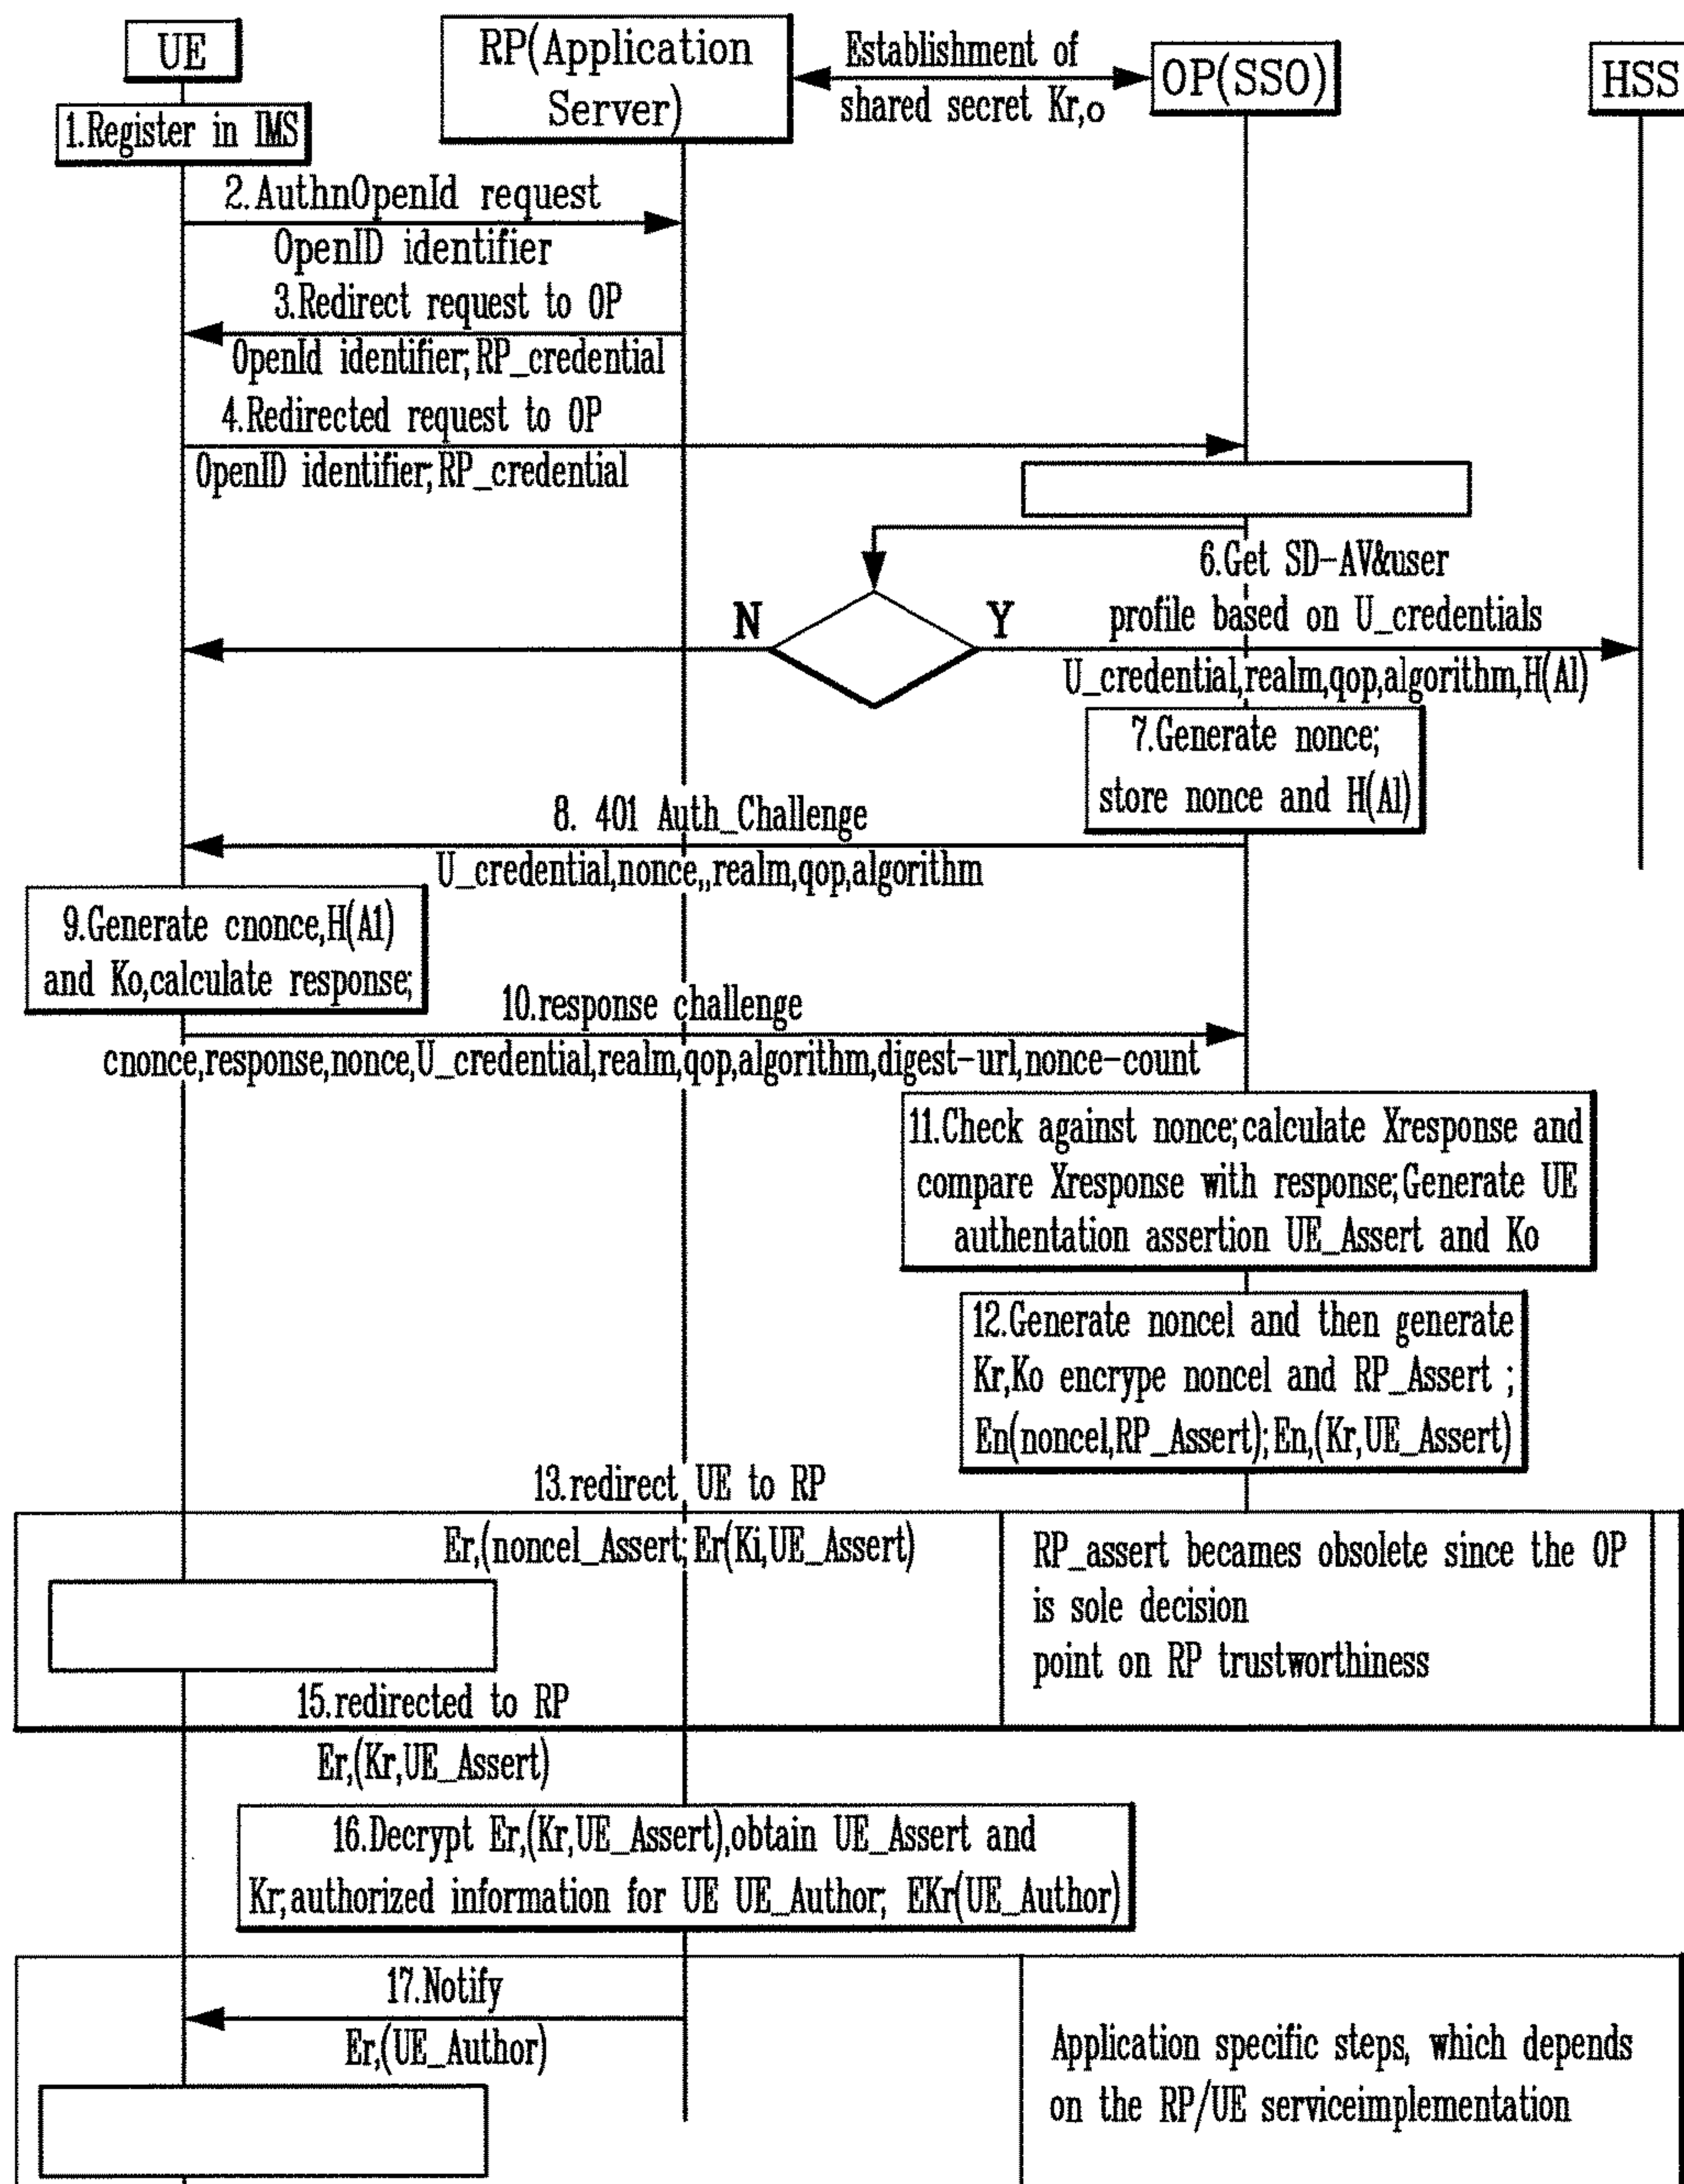 UE
RP(Application
Server)
Establishment of
shared secret Kr,o
OP(SSO)
HSS
1.Register in IMS
2.AuthnOpenId request
OpenID identifier
3.Redirect request to OP
OpenId identifier;RP_credential
4.Redirected request to OP
OpenID identifier;RP_credential
6.Get SD-AV&user
profile based on U_credentials
N
Y
U_credential,realm,qop,algorithm,H(A1)
7.Generate nonce;
store nonce and H(A1)
8. 401 Auth_Challenge
U_credential,nonce,,realm,qop,algorithm
9.Generate cnonce,H(A1)
and Ko,calculate response;
10.response challenge
cnonce,response,nonce,U_credential,realm,qop,algorithm,digest-url,nonce-count
11.Check against nonce;calculate Xresponse and
compare Xresponse with response;Generate UE
authentation assertion UE_Assert and Ko
12.Generate nonce1 and then generate
Kr,Ko encrype nonce1 and RP_Assert ;
En(nonce1,RP_Assert);En,(Kr,UE_Assert)
13.redirect UE to RP
Er,(nonce1_Assert;Er(Ki,UE_Assert)
RP_assert becames obsolete since the OP
is sole decision
point on RP trustworthiness
15.redirected to RP
Er,(Kr,UE_Assert)
16.Decrypt Er,(Kr,UE_Assert),obtain UE_Assert and
Kr;authorized information for UE UE_Author; EKr(UE_Author)
17.Notify
Er,(UE_Author)
Application specific steps, which depends
on the RP/UE serviceimplementation